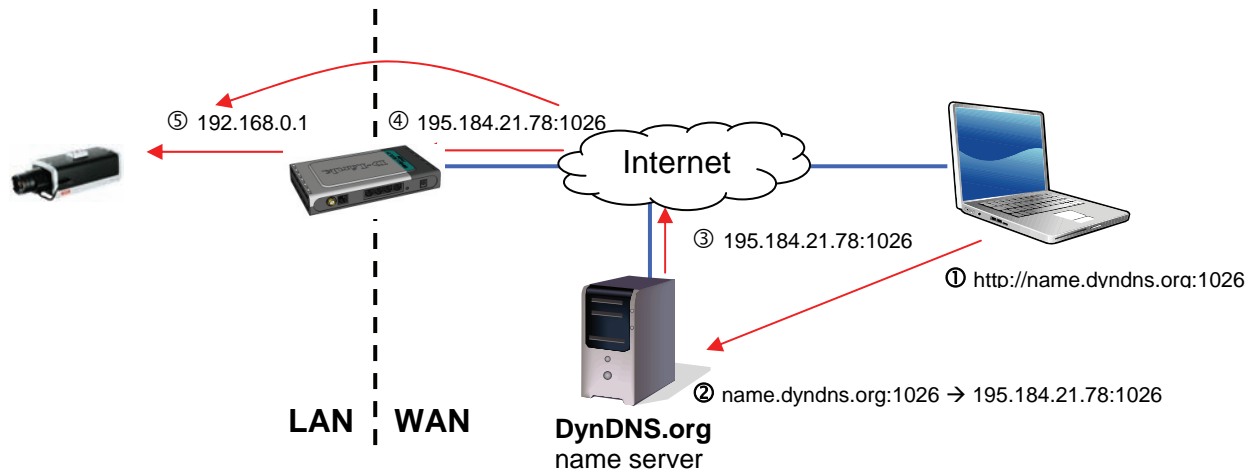 ⑤ 192.168.0.1
④ 195.184.21.78:1026
D-Link
Internet
③ 195.184.21.78:1026
① http://name.dyndns.org:1026
② name.dyndns.org:1026 → 195.184.21.78:1026
LAN
WAN
DynDNS.org
name server